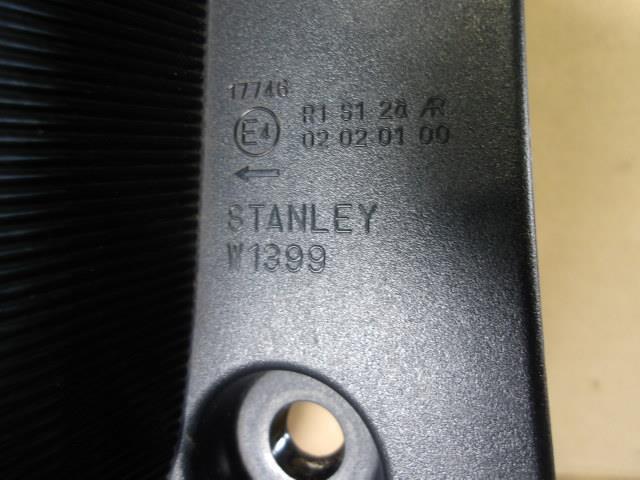 17746
E4 R1 S1 2a AR
02 02 01 00
←
STANLEY
W1399